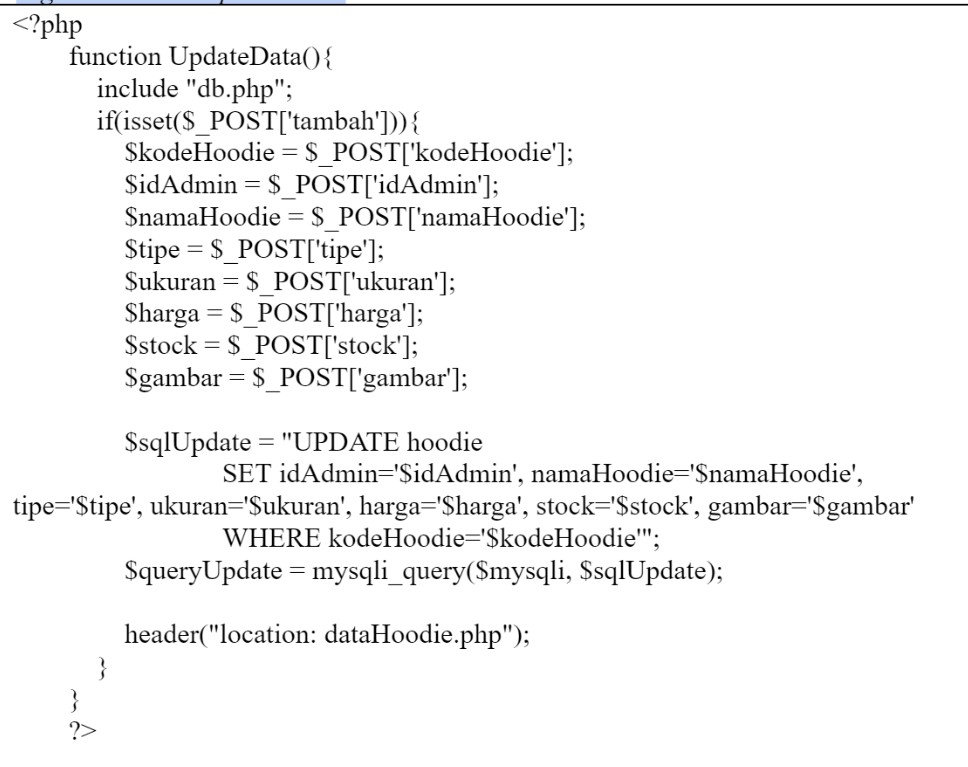 <?php
function UpdateData(){
include "db.php";
if(isset($_POST['tambah'])){
$kodeHoodie = $_POST['kodeHoodie'];
$idAdmin = $_POST['idAdmin'];
$namaHoodie = $_POST['namaHoodie'];
$tipe = $_POST['tipe'];
$ukuran = $_POST['ukuran'];
$harga = $_POST['harga'];
$stock = $_POST['stock'];
$gambar = $_POST['gambar'];
$sqlUpdate = "UPDATE hoodie
SET idAdmin='$idAdmin', namaHoodie='$namaHoodie',
tipe='$tipe', ukuran='$ukuran', harga='$harga', stock='$stock', gambar='$gambar'
WHERE kodeHoodie='$kodeHoodie'";
$queryUpdate = mysqli_query($mysqli, $sqlUpdate);
header("location: dataHoodie.php");
}
}
?>